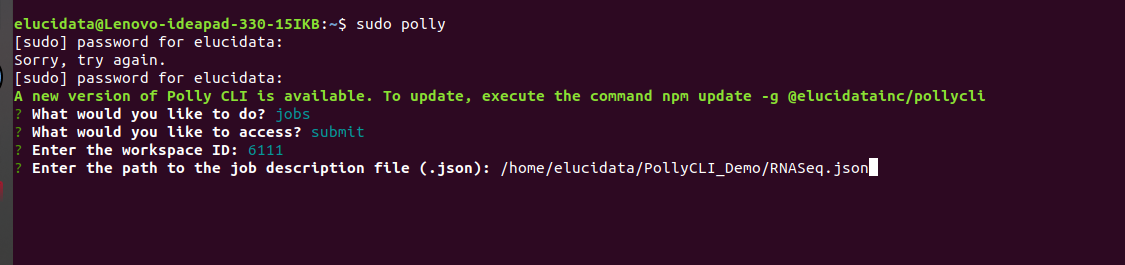 elucidata@Lenovo-ideapad-330-15IKB:~$ sudo polly
[sudo] password for elucidata:
Sorry, try again.
[sudo] password for elucidata:
A new version of Polly CLI is available. To update, execute the command npm update -g @elucidatainc/pollycli
? What would you like to do? jobs
? What would you like to access? submit
? Enter the workspace ID: 6111
? Enter the path to the job description file (.json): /home/elucidata/PollyCLI_Demo/RNASeq.json